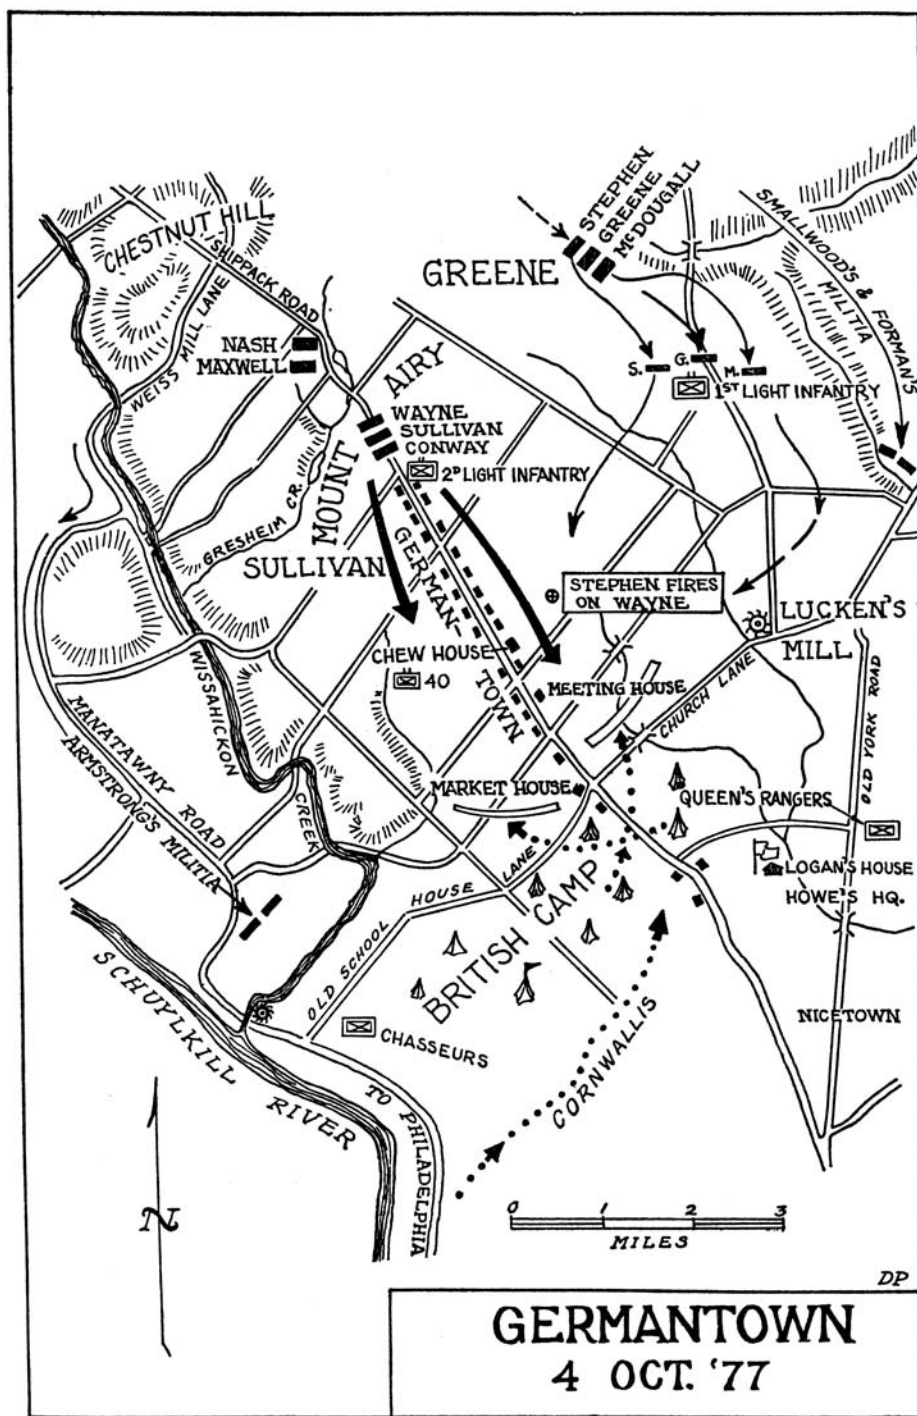 STEPHEN
GREENE
McDOUGALL
SMALLWOOD'S & FORMAN'S
MILITIA
CHESTNUT HILL
SHIPPACK ROAD
GREENE
WEISS MILL LANE
NASH
MAXWELL
S.
G.
M.
1ST LIGHT INFANTRY
MOUNT AIRY
WAYNE
SULLIVAN
CONWAY
2D LIGHT INFANTRY
GRESHEIM CR.
SULLIVAN
GERMAN-
TOWN
STEPHEN FIRES
ON WAYNE
LUCKEN'S
MILL
CHEW HOUSE
40
MEETING HOUSE
CHURCH LANE
OLD YORK ROAD
WISSAHICKON
CREEK
MANATAWNY ROAD
ARMSTRONG'S MILITIA
MARKET HOUSE
QUEEN'S RANGERS
LOGAN'S HOUSE
HOWE'S HQ.
OLD SCHOOL HOUSE LANE
BRITISH CAMP
SCHUYLKILL
RIVER
CHASSEURS
CORNWALLIS
NICETOWN
TO PHILADELPHIA
N
0 1 2 3
MILES
DP
GERMANTOWN
4 OCT. '77